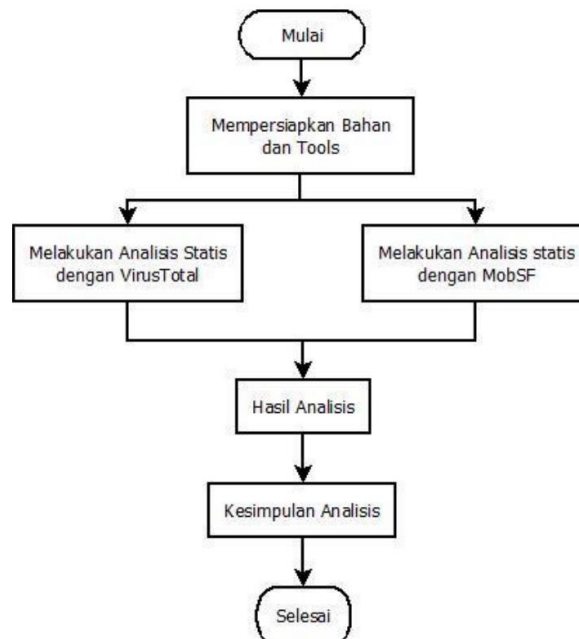 Mulai
Mempersiapkan Bahan
dan Tools
Melakukan Analisis Statis
dengan VirusTotal
Melakukan Analisis statis
dengan MobSF
Hasil Analisis
Kesimpulan Analisis
Selesai